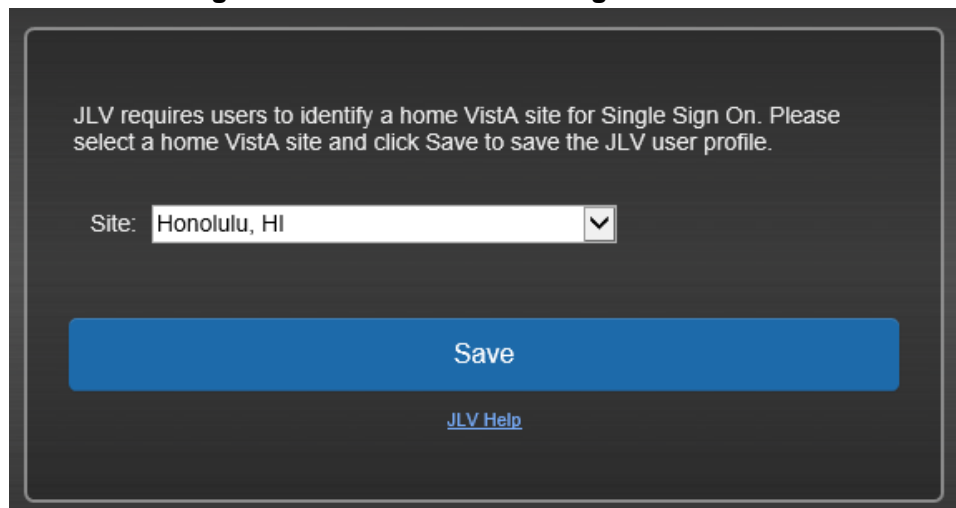 JLV requires users to identify a home VistA site for Single Sign On. Please
select a home VistA site and click Save to save the JLV user profile.
Site: Honolulu, HI
Save
JLV Help